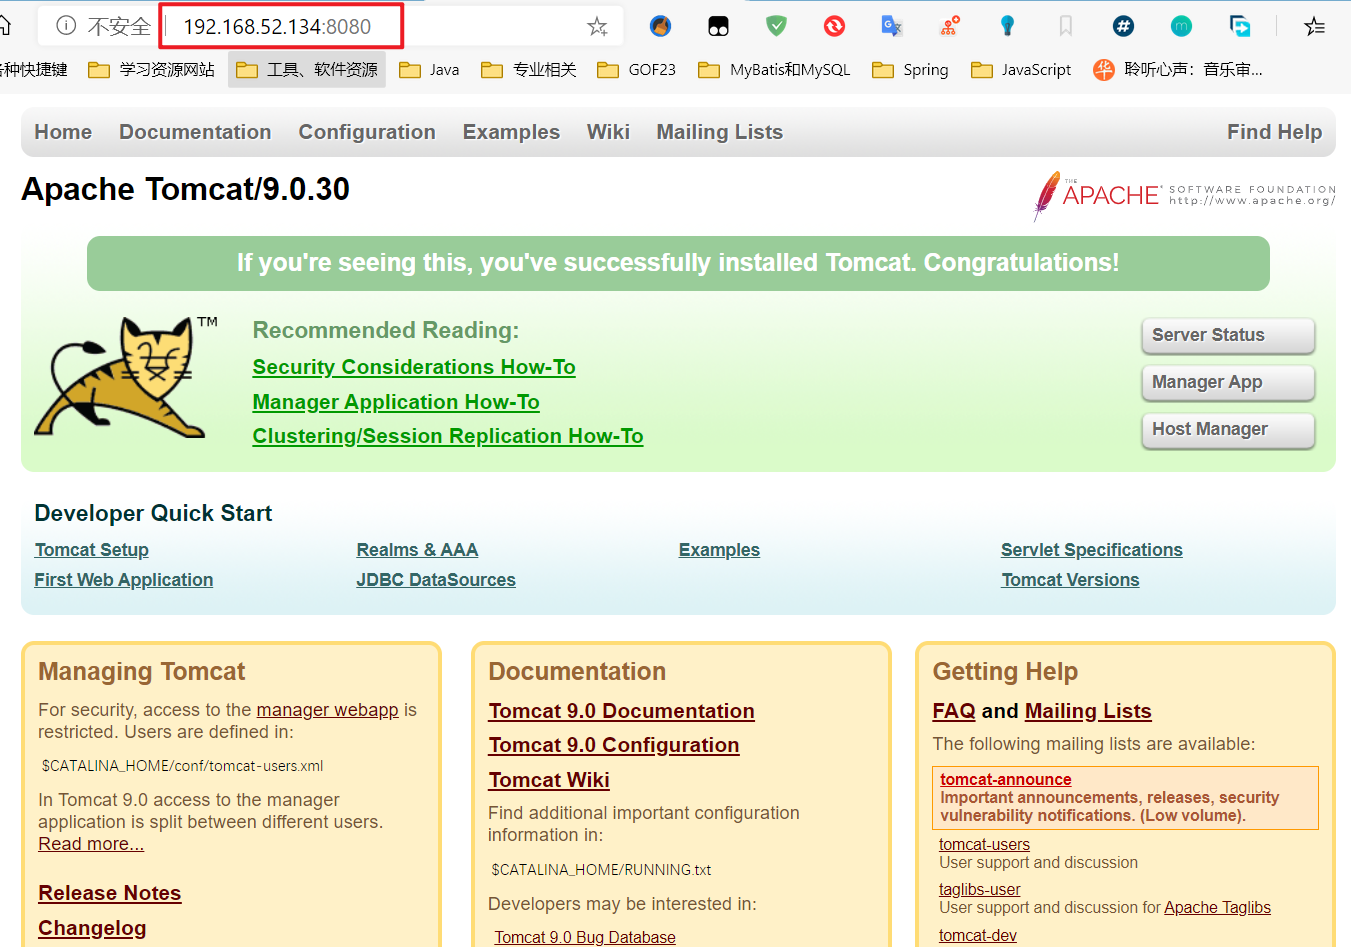 不安全 192.168.52.134:8080
种快捷键 学习资源网站 工具、软件资源 Java 专业相关 GOF23 MyBatis和MySQL Spring JavaScript 聆听心声：音乐审...
Home Documentation Configuration Examples Wiki Mailing Lists Find Help
Apache Tomcat/9.0.30
THE APACHE® SOFTWARE FOUNDATION
http://www.apache.org/
If you're seeing this, you've successfully installed Tomcat. Congratulations!
TM
Recommended Reading:
Security Considerations How-To
Manager Application How-To
Clustering/Session Replication How-To
Server Status
Manager App
Host Manager
Developer Quick Start
Tomcat Setup
First Web Application
Realms & AAA
JDBC DataSources
Examples
Servlet Specifications
Tomcat Versions
Managing Tomcat
For security, access to the manager webapp is
restricted. Users are defined in:
$CATALINA_HOME/conf/tomcat-users.xml
In Tomcat 9.0 access to the manager
application is split between different users.
Read more...
Release Notes
Changelog
Documentation
Tomcat 9.0 Documentation
Tomcat 9.0 Configuration
Tomcat Wiki
Find additional important configuration
information in:
$CATALINA_HOME/RUNNING.txt
Developers may be interested in:
Tomcat 9.0 Bug Database
Getting Help
FAQ and Mailing Lists
The following mailing lists are available:
tomcat-announce
Important announcements, releases, security
vulnerability notifications. (Low volume).
tomcat-users
User support and discussion
taglibs-user
User support and discussion for Apache Taglibs
tomcat-dev